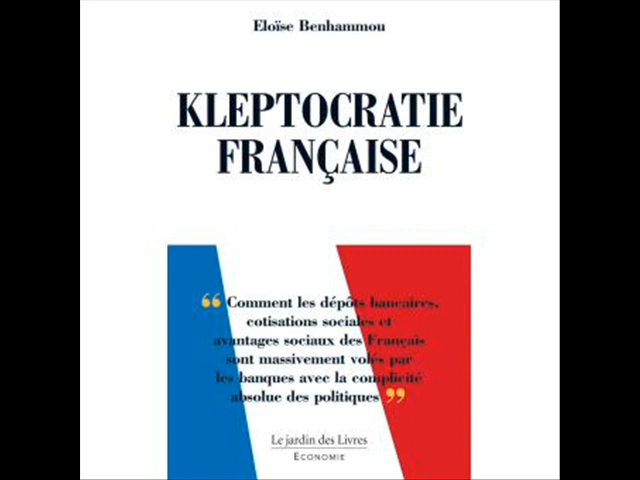 Eloïse Benhammou
KLEPTOCRATIE
FRANÇAISE
“ Comment les dépôts bancaires,
cotisations sociales et
avantages sociaux des Français
sont massivement volés par
les banques avec la complicité
absolue des politiques ”
Le jardin des Livres
ECONOMIE